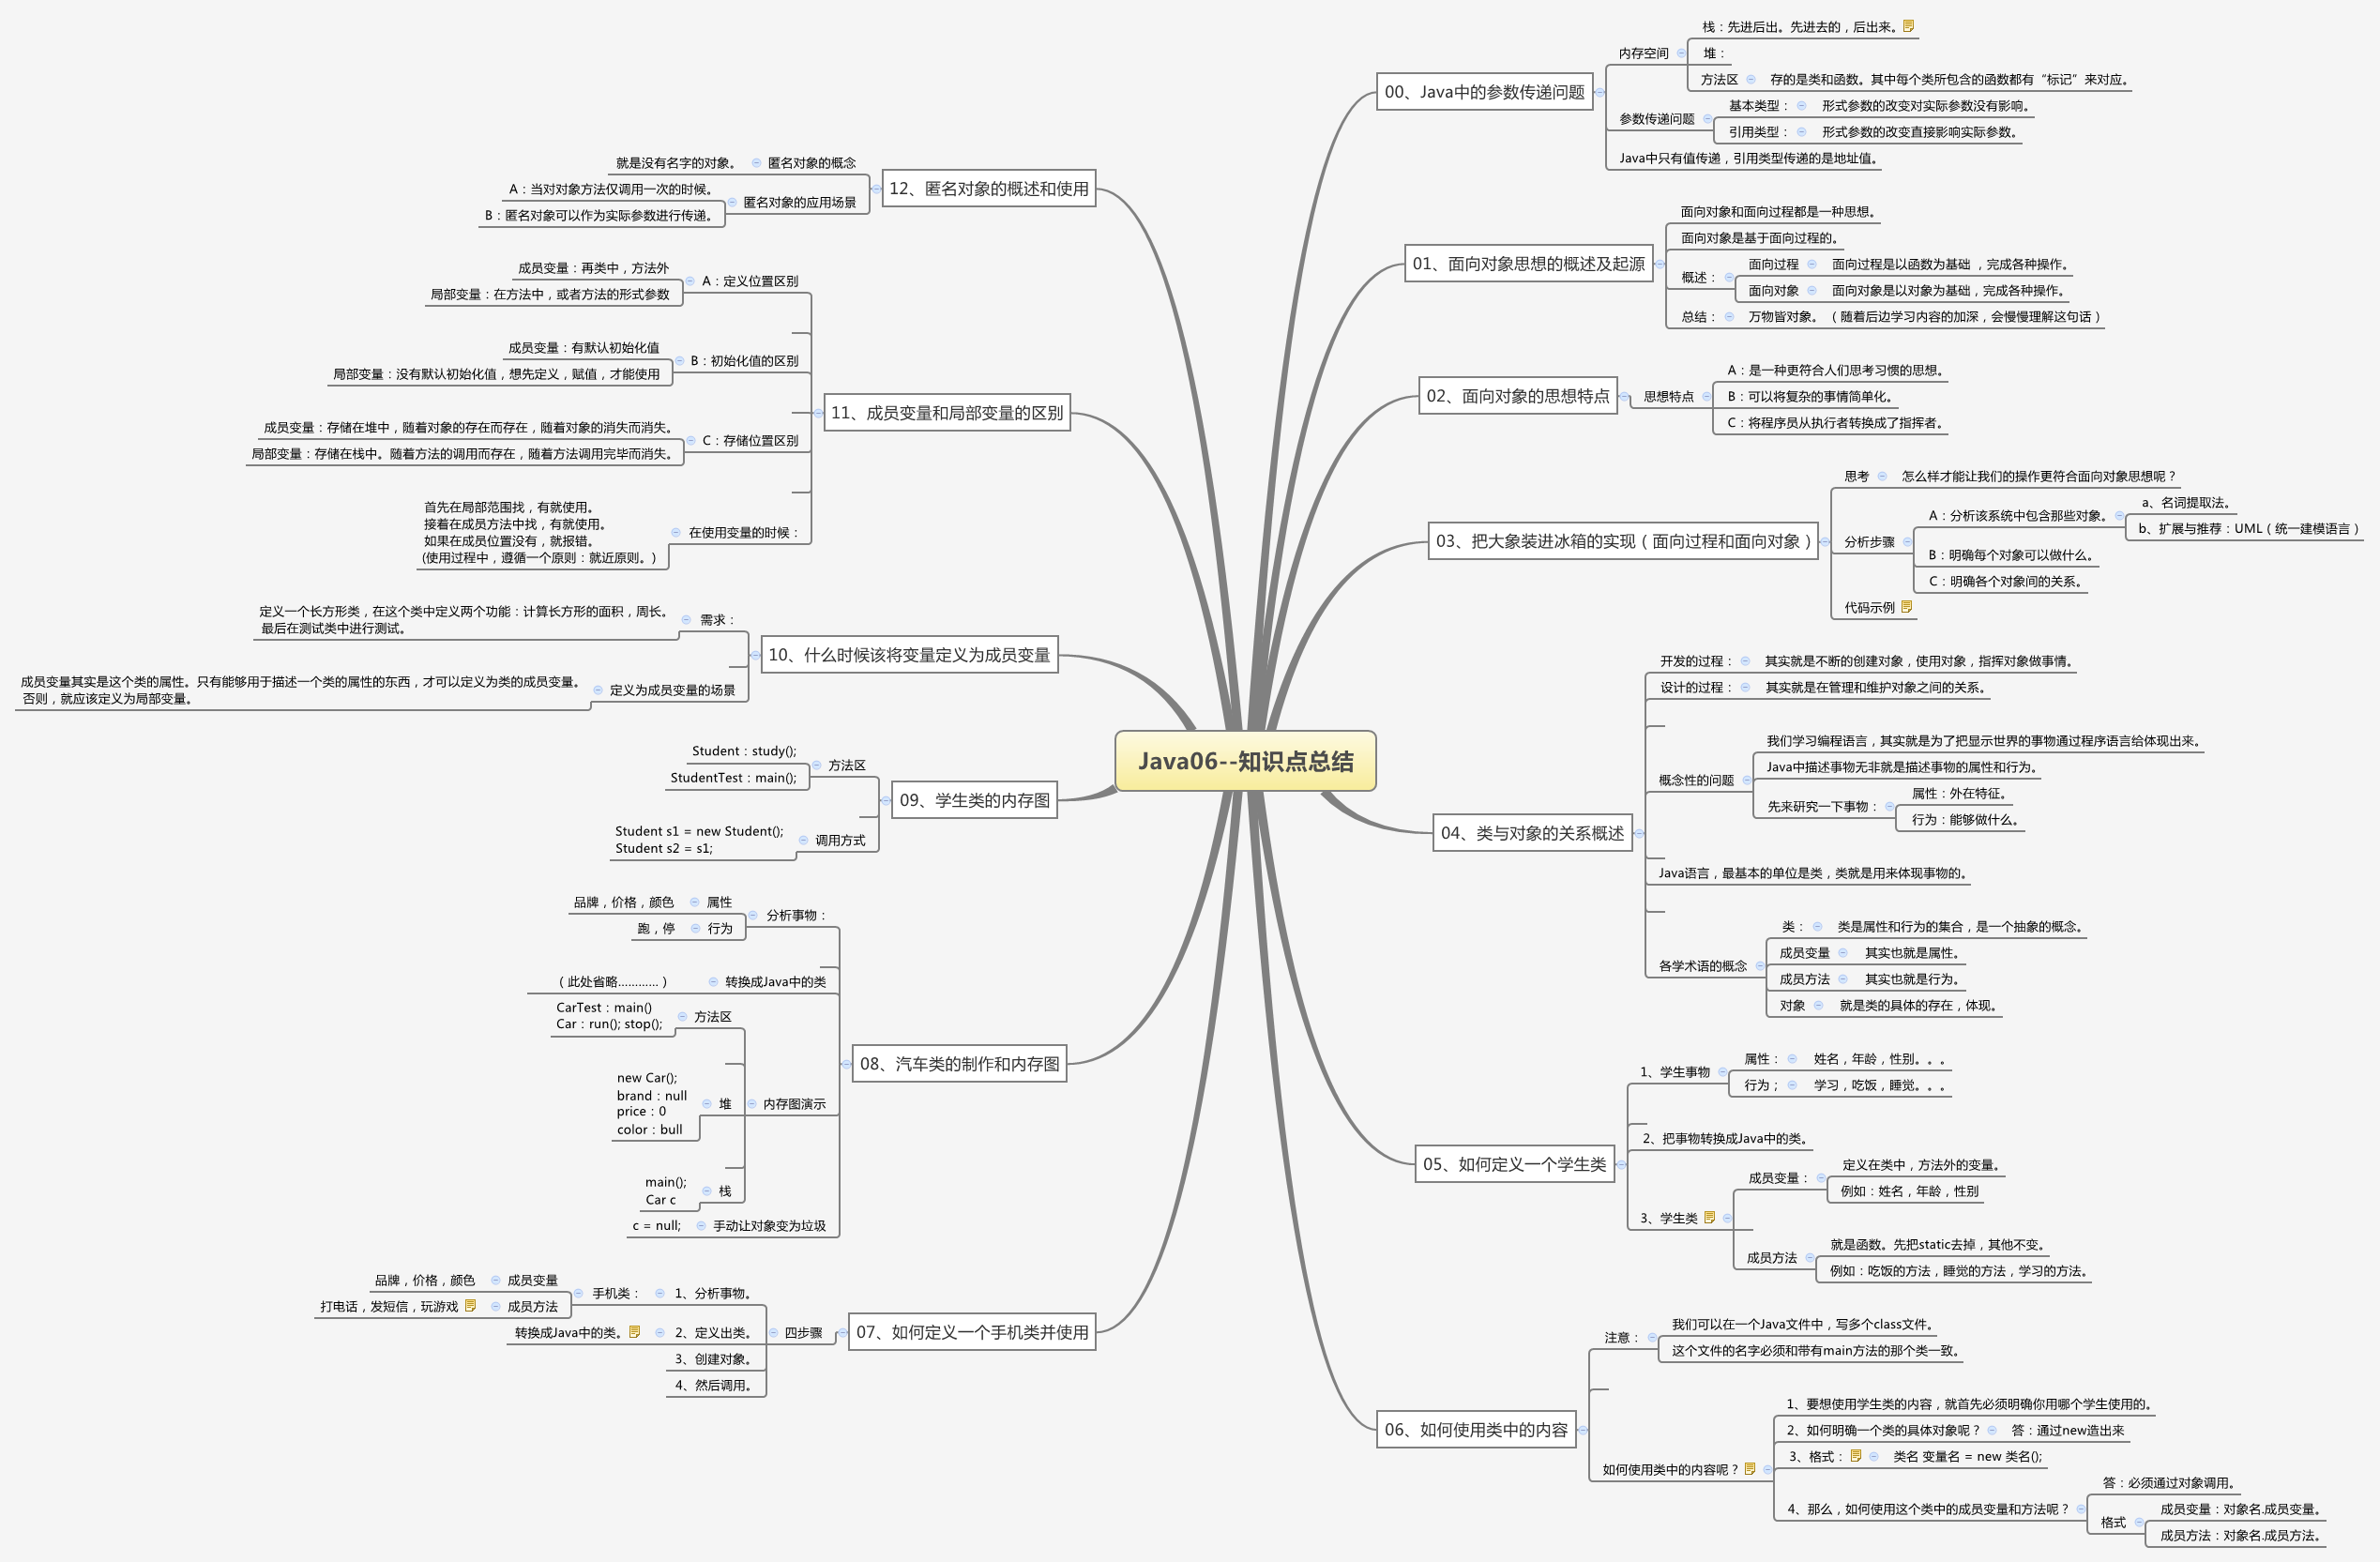 Java06--知识点总结
00、Java中的参数传递问题
内存空间
栈：先进后出。先进去的，后出来。
堆：
方法区
存的是类和函数。其中每个类所包含的函数都有“标记”来对应。
参数传递问题
基本类型：
形式参数的改变对实际参数没有影响。
引用类型：
形式参数的改变直接影响实际参数。
Java中只有值传递，引用类型传递的是地址值。
01、面向对象思想的概述及起源
面向对象和面向过程都是一种思想。
面向对象是基于面向过程的。
概述：
面向过程
面向过程是以函数为基础 ，完成各种操作。
面向对象
面向对象是以对象为基础，完成各种操作。
总结：
万物皆对象。（随着后边学习内容的加深，会慢慢理解这句话）
02、面向对象的思想特点
思想特点
A：是一种更符合人们思考习惯的思想。
B：可以将复杂的事情简单化。
C：将程序员从执行者转换成了指挥者。
03、把大象装进冰箱的实现（面向过程和面向对象）
思考
怎么样才能让我们的操作更符合面向对象思想呢？
分析步骤
A：分析该系统中包含那些对象。
a、名词提取法。
b、扩展与推荐：UML（统一建模语言）
B：明确每个对象可以做什么。
C：明确各个对象间的关系。
代码示例
04、类与对象的关系概述
开发的过程：
其实就是不断的创建对象，使用对象，指挥对象做事情。
设计的过程：
其实就是在管理和维护对象之间的关系。
概念性的问题
我们学习编程语言，其实就是为了把显示世界的事物通过程序语言给体现出来。
Java中描述事物无非就是描述事物的属性和行为。
先来研究一下事物：
属性：外在特征。
行为：能够做什么。
Java语言，最基本的单位是类，类就是用来体现事物的。
各学术语的概念
类：
类是属性和行为的集合，是一个抽象的概念。
成员变量
其实也就是属性。
成员方法
其实也就是行为。
对象
就是类的具体的存在，体现。
05、如何定义一个学生类
1、学生事物
属性：
姓名，年龄，性别。。。
行为；
学习，吃饭，睡觉。。。
2、把事物转换成Java中的类。
3、学生类
成员变量：
定义在类中，方法外的变量。
例如：姓名，年龄，性别
成员方法
就是函数。先把static去掉，其他不变。
例如：吃饭的方法，睡觉的方法，学习的方法。
06、如何使用类中的内容
注意：
我们可以在一个Java文件中，写多个class文件。
这个文件的名字必须和带有main方法的那个类一致。
如何使用类中的内容呢？
1、要想使用学生类的内容，就首先必须明确你用哪个学生使用的。
2、如何明确一个类的具体对象呢？
答：通过new造出来
3、格式：
类名 变量名 = new 类名();
4、那么，如何使用这个类中的成员变量和方法呢？
答：必须通过对象调用。
格式
成员变量：对象名.成员变量。
成员方法：对象名.成员方法。
12、匿名对象的概述和使用
匿名对象的概念
就是没有名字的对象。
匿名对象的应用场景
A：当对对象方法仅调用一次的时候。
B：匿名对象可以作为实际参数进行传递。
11、成员变量和局部变量的区别
A：定义位置区别
成员变量：再类中，方法外
局部变量：在方法中，或者方法的形式参数
B：初始化值的区别
成员变量：有默认初始化值
局部变量：没有默认初始化值，想先定义，赋值，才能使用
C：存储位置区别
成员变量：存储在堆中，随着对象的存在而存在，随着对象的消失而消失。
局部变量：存储在栈中。随着方法的调用而存在，随着方法调用完毕而消失。
在使用变量的时候：
首先在局部范围找，有就使用。
接着在成员方法中找，有就使用。
如果在成员位置没有，就报错。
(使用过程中，遵循一个原则：就近原则。)
10、什么时候该将变量定义为成员变量
需求：
定义一个长方形类，在这个类中定义两个功能：计算长方形的面积，周长。
最后在测试类中进行测试。
定义为成员变量的场景
成员变量其实是这个类的属性。只有能够用于描述一个类的属性的东西，才可以定义为类的成员变量。
否则，就应该定义为局部变量。
09、学生类的内存图
方法区
Student：study();
StudentTest：main();
调用方式
Student s1 = new Student();
Student s2 = s1;
08、汽车类的制作和内存图
分析事物：
属性
品牌，价格，颜色
行为
跑，停
转换成Java中的类
（此处省略............）
内存图演示
方法区
CarTest：main()
Car：run(); stop();
堆
new Car();
brand：null
price：0
color：bull
栈
main();
Car c
手动让对象变为垃圾
c = null;
07、如何定义一个手机类并使用
四步骤
1、分析事物。
手机类：
成员变量
品牌，价格，颜色
成员方法
打电话，发短信，玩游戏
2、定义出类。
转换成Java中的类。
3、创建对象。
4、然后调用。